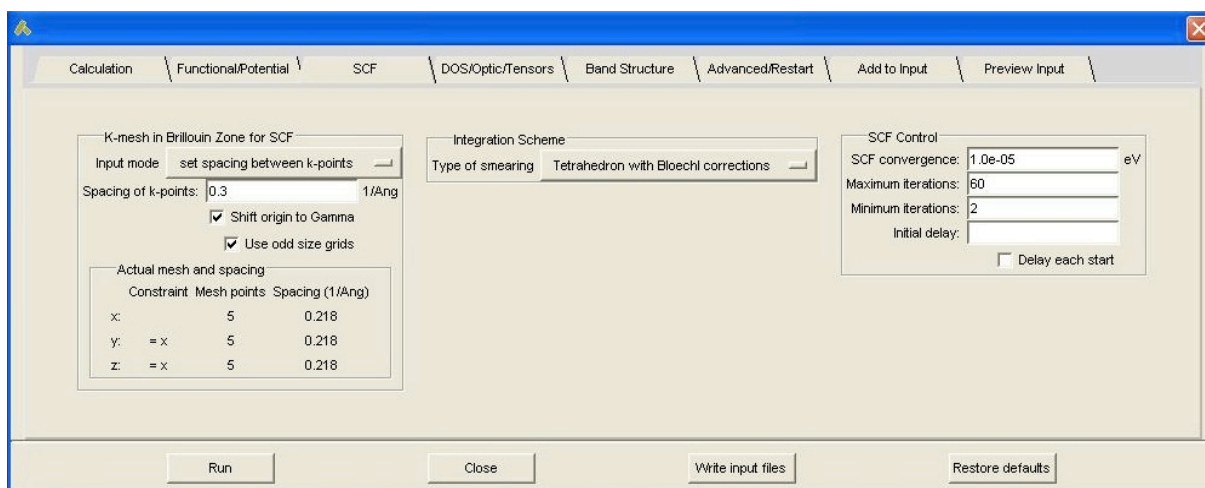 Calculation
Functional/Potential
SCF
DOS/Optic/Tensors
Band Structure
Advanced/Restart
Add to Input
Preview Input
K-mesh in Brillouin Zone for SCF
Input mode set spacing between k-points
Spacing of k-points: 0.3 1/Ang
Shift origin to Gamma
Use odd size grids
Actual mesh and spacing
Constraint Mesh points Spacing (1/Ang)
x: 5 0.218
y: = x 5 0.218
z: = x 5 0.218
Integration Scheme
Type of smearing Tetrahedron with Bloechl corrections
SCF Control
SCF convergence: 1.0e-05 eV
Maximum iterations: 60
Minimum iterations: 2
Initial delay:
Delay each start
Run
Close
Write input files
Restore defaults